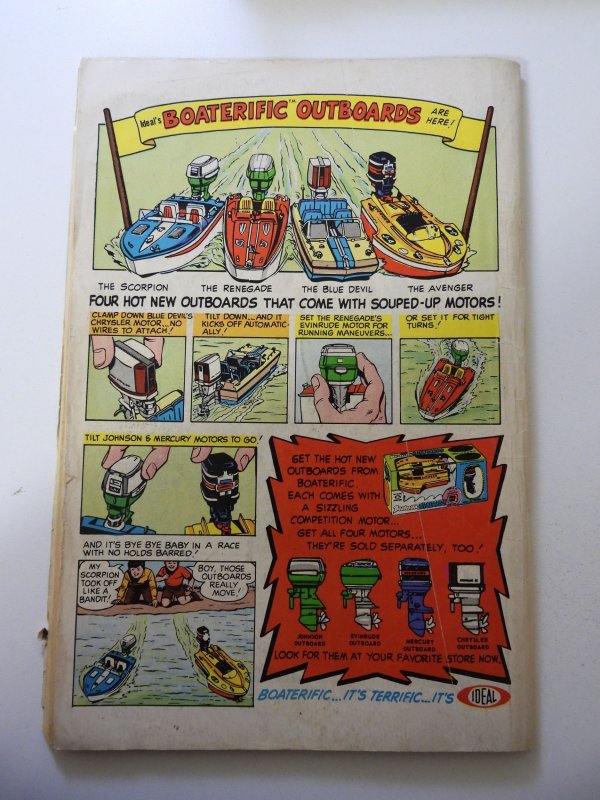 Ideal's BOATERIFIC™ OUTBOARDS ARE
HERE!
THE SCORPION THE RENEGADE THE BLUE DEVIL THE AVENGER
FOUR HOT NEW OUTBOARDS THAT COME WITH SOUPED-UP MOTORS!
CLAMP DOWN BLUE DEVIL'S
CHRYSLER MOTOR...NO
WIRES TO ATTACH!
TILT DOWN...AND IT
KICKS OFF AUTOMATIC-
ALLY!
SET THE RENEGADE'S
EVINRUDE MOTOR FOR
RUNNING MANEUVERS...
OR SET IT FOR TIGHT
TURNS!
TILT JOHNSON & MERCURY MOTORS TO GO!
AND IT'S BYE BYE BABY IN A RACE
WITH NO HOLDS BARRED!
MY
SCORPION
TOOK OFF
LIKE A
BANDIT!
BOY, THOSE
OUTBOARDS
REALLY
MOVE!
GET THE HOT NEW
OUTBOARDS FROM
BOATERIFIC.
EACH COMES WITH
A SIZZLING
COMPETITION MOTOR...
GET ALL FOUR MOTORS...
THEY'RE SOLD SEPARATELY, TOO!
JOHNSON
OUTBOARD
EVINRUDE
OUTBOARD
MERCURY
OUTBOARD
CHRYSLER
OUTBOARD
LOOK FOR THEM AT YOUR FAVORITE STORE NOW.
BOATERIFIC...IT'S TERRIFIC...IT'S IDEAL